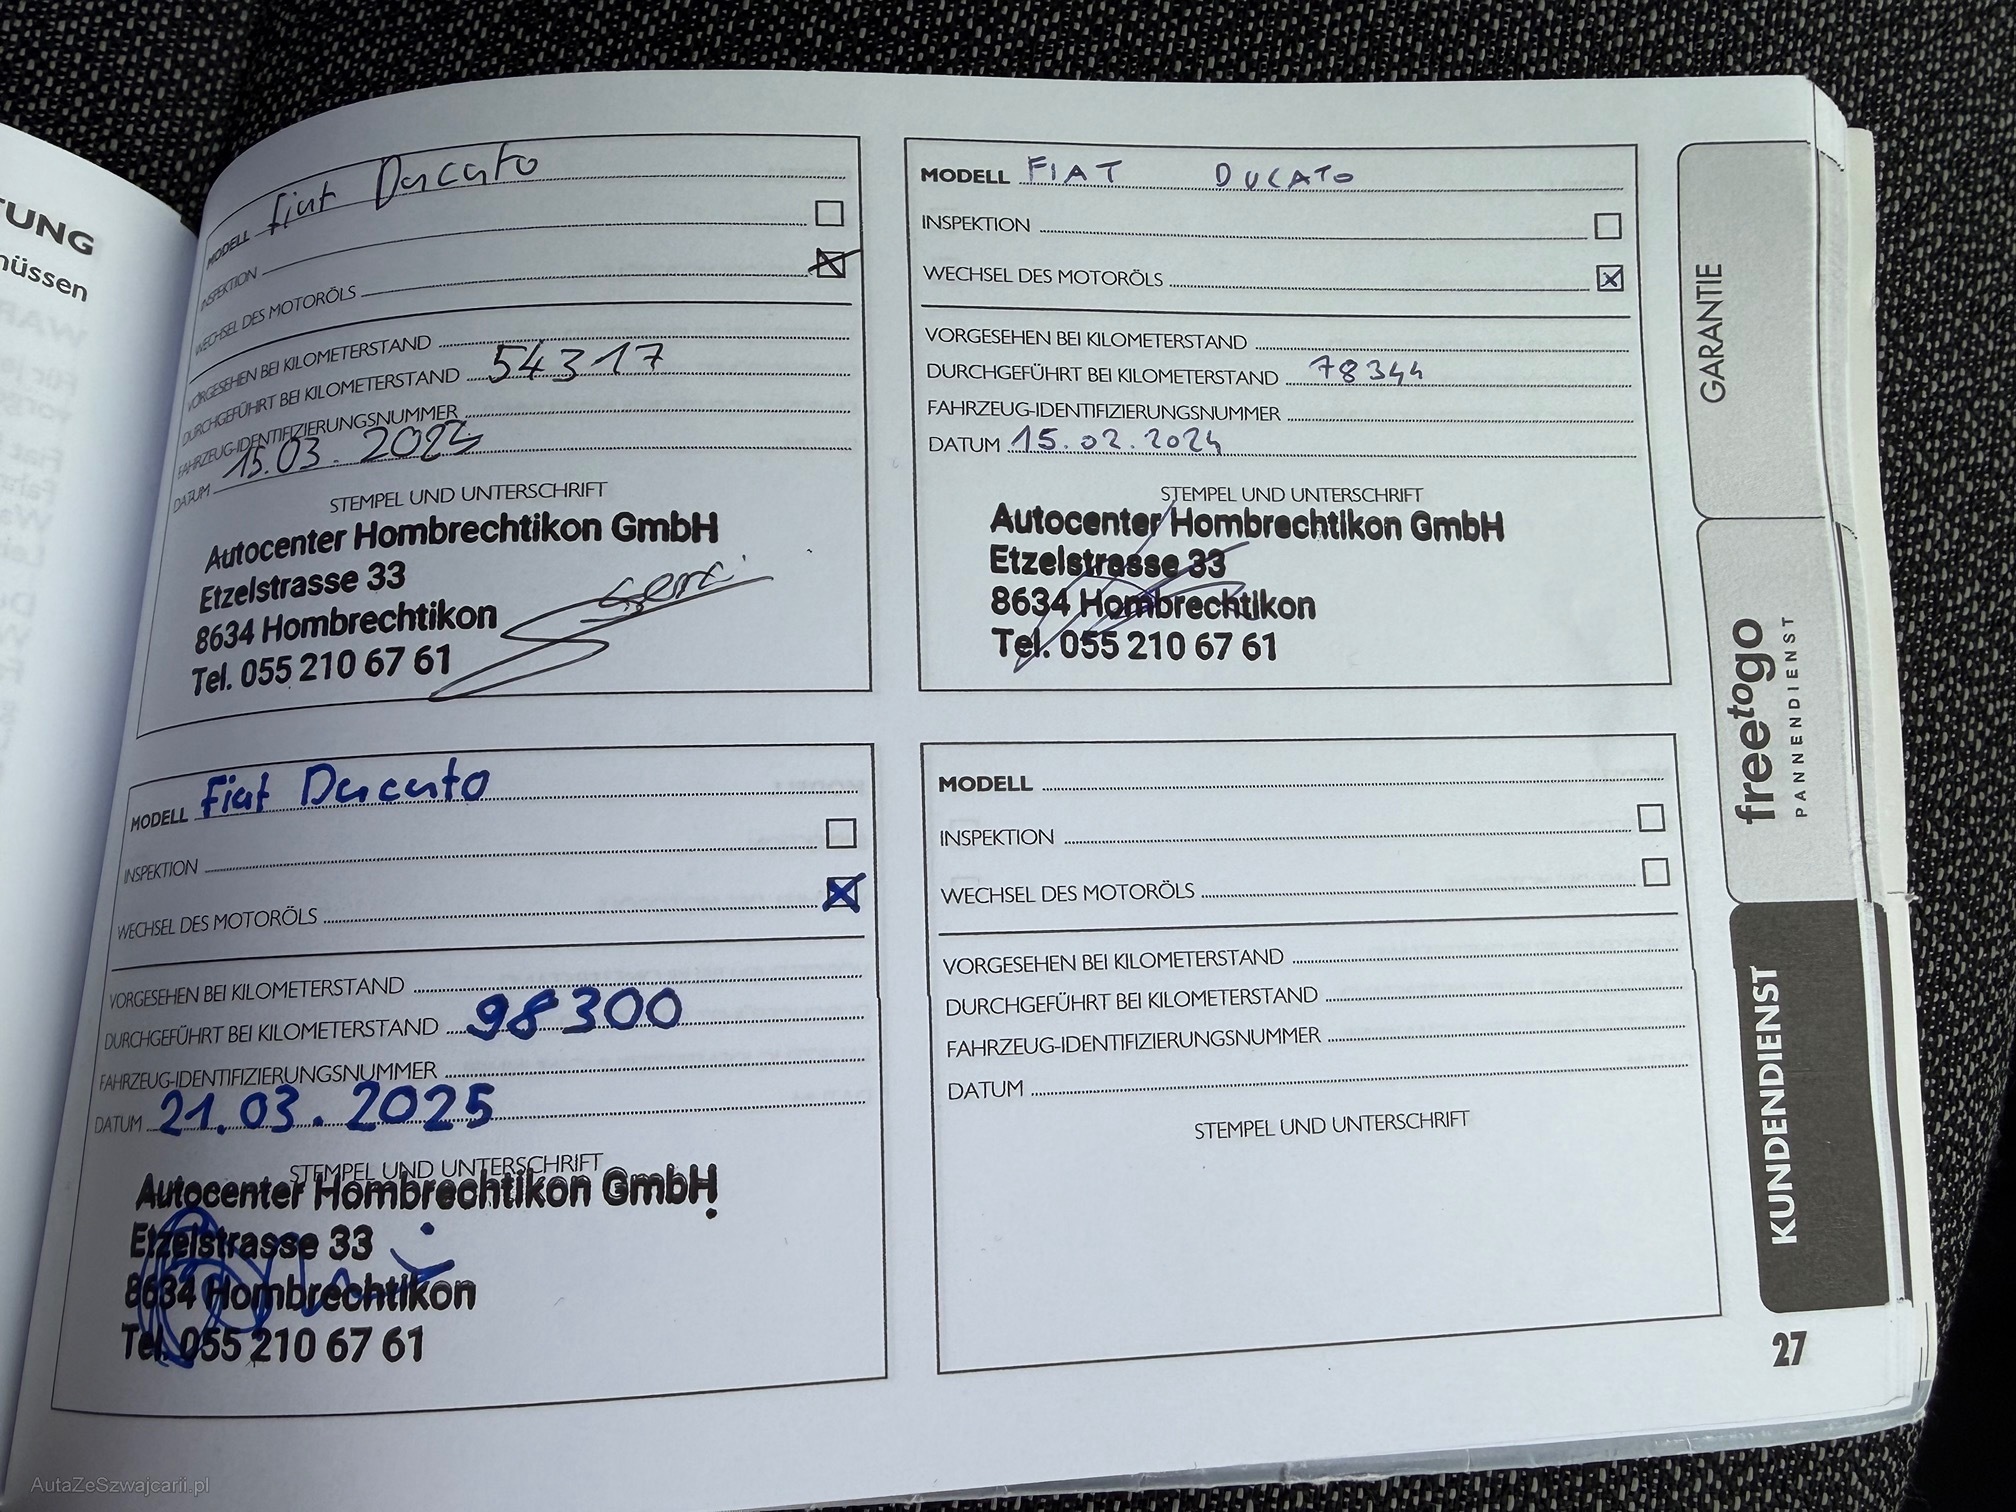 TUNG
müssen
MODELL Fiat Ducato
INSPEKTION
WECHSEL DES MOTORÖLS
VORGESEHEN BEI KILOMETERSTAND
DURCHGEFÜHRT BEI KILOMETERSTAND 54317
FAHRZEUG-IDENTIFIZIERUNGSNUMMER
DATUM 15.03.2024
STEMPEL UND UNTERSCHRIFT
Autocenter Hombrechtikon GmbH
Etzelstrasse 33
8634 Hombrechtikon
Tel. 055 210 67 61
MODELL FIAT DUCATO
INSPEKTION
WECHSEL DES MOTORÖLS
VORGESEHEN BEI KILOMETERSTAND
DURCHGEFÜHRT BEI KILOMETERSTAND 78344
FAHRZEUG-IDENTIFIZIERUNGSNUMMER
DATUM 15.02.2024
STEMPEL UND UNTERSCHRIFT
Autocenter Hombrechtikon GmbH
Etzelstrasse 33
8634 Hombrechtikon
Tel. 055 210 67 61
MODELL Fiat Ducato
INSPEKTION
WECHSEL DES MOTORÖLS
VORGESEHEN BEI KILOMETERSTAND
DURCHGEFÜHRT BEI KILOMETERSTAND 98300
FAHRZEUG-IDENTIFIZIERUNGSNUMMER
DATUM 21.03.2025
STEMPEL UND UNTERSCHRIFT
Autocenter Hombrechtikon GmbH
Etzelstrasse 33
8634 Hombrechtikon
Tel. 055 210 67 61
MODELL
INSPEKTION
WECHSEL DES MOTORÖLS
VORGESEHEN BEI KILOMETERSTAND
DURCHGEFÜHRT BEI KILOMETERSTAND
FAHRZEUG-IDENTIFIZIERUNGSNUMMER
DATUM
STEMPEL UND UNTERSCHRIFT
GARANTIE
freetogo
PANNENDIENST
KUNDENDIENST
27
AutaZeSzwajcarii.pl